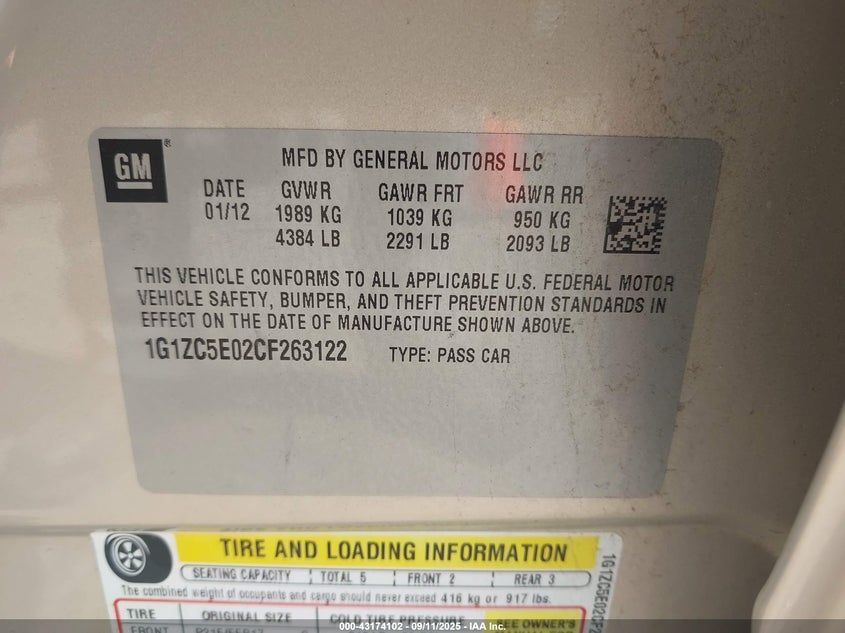 GM®
MFD BY GENERAL MOTORS LLC
DATE GVWR GAWR FRT GAWR RR
01/12 1989 KG 1039 KG 950 KG
4384 LB 2291 LB 2093 LB
THIS VEHICLE CONFORMS TO ALL APPLICABLE U.S. FEDERAL MOTOR
VEHICLE SAFETY, BUMPER, AND THEFT PREVENTION STANDARDS IN
EFFECT ON THE DATE OF MANUFACTURE SHOWN ABOVE.
1G1ZC5E02CF263122 TYPE: PASS CAR
TIRE AND LOADING INFORMATION
SEATING CAPACITY TOTAL 5 FRONT 2 REAR 3
The combined weight of occupants and cargo should never exceed 416 kg or 917 lbs.
TIRE ORIGINAL SIZE COLD TIRE PRESSURE SEE OWNER'S
FRONT
1G1ZC5E02CF2
000-43174102 - 09/11/2025 - IAA Inc.